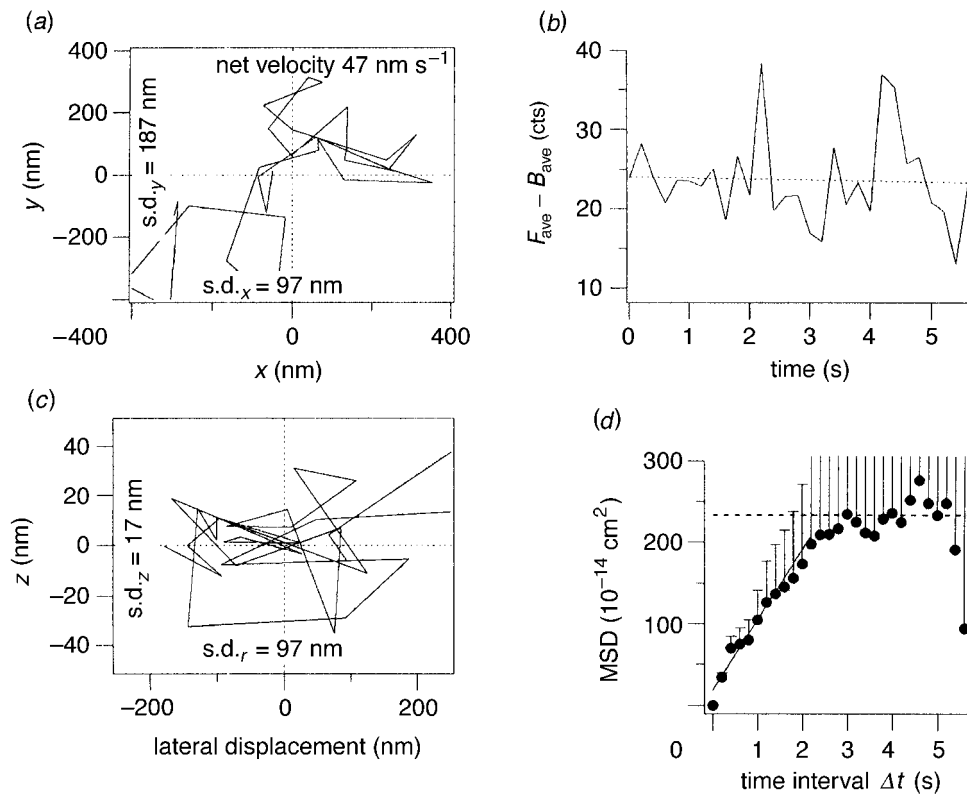 (a)
net velocity 47 nm s⁻¹
s.d.y = 187 nm
s.d.x = 97 nm
400
200
0
−200
−400
0
400
y (nm)
x (nm)
(b)
40
30
20
10
0
1
2
3
4
5
F_ave − B_ave (cts)
time (s)
(c)
40
20
0
−20
−40
s.d.z = 17 nm
s.d.r = 97 nm
−200
0
200
z (nm)
lateral displacement (nm)
(d)
300
200
100
0
1
2
3
4
5
MSD (10⁻¹⁴ cm²)
time interval Δt (s)